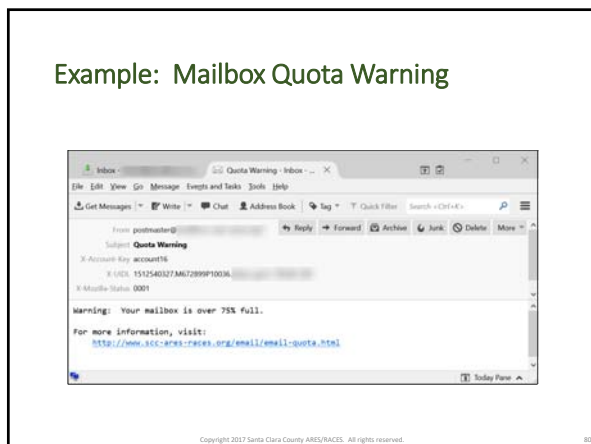 Example: Mailbox Quota Warning
Inbox -
Quota Warning - Inbox - ...
File Edit View Go Message Events and Tasks Tools Help
Get Messages Write Chat Address Book Tag Quick Filter Search <Ctrl+K>
From postmaster@
Reply Forward Archive Junk Delete More
Subject Quota Warning
X-Account-Key account16
X-UIDL 1512540327.M672899P10036.
X-Mozilla-Status 0001
Warning: Your mailbox is over 75% full.
For more information, visit:
http://www.scc-ares-races.org/email/email-quota.html
Today Pane
Copyright 2017 Santa Clara County ARES/RACES. All rights reserved.
80